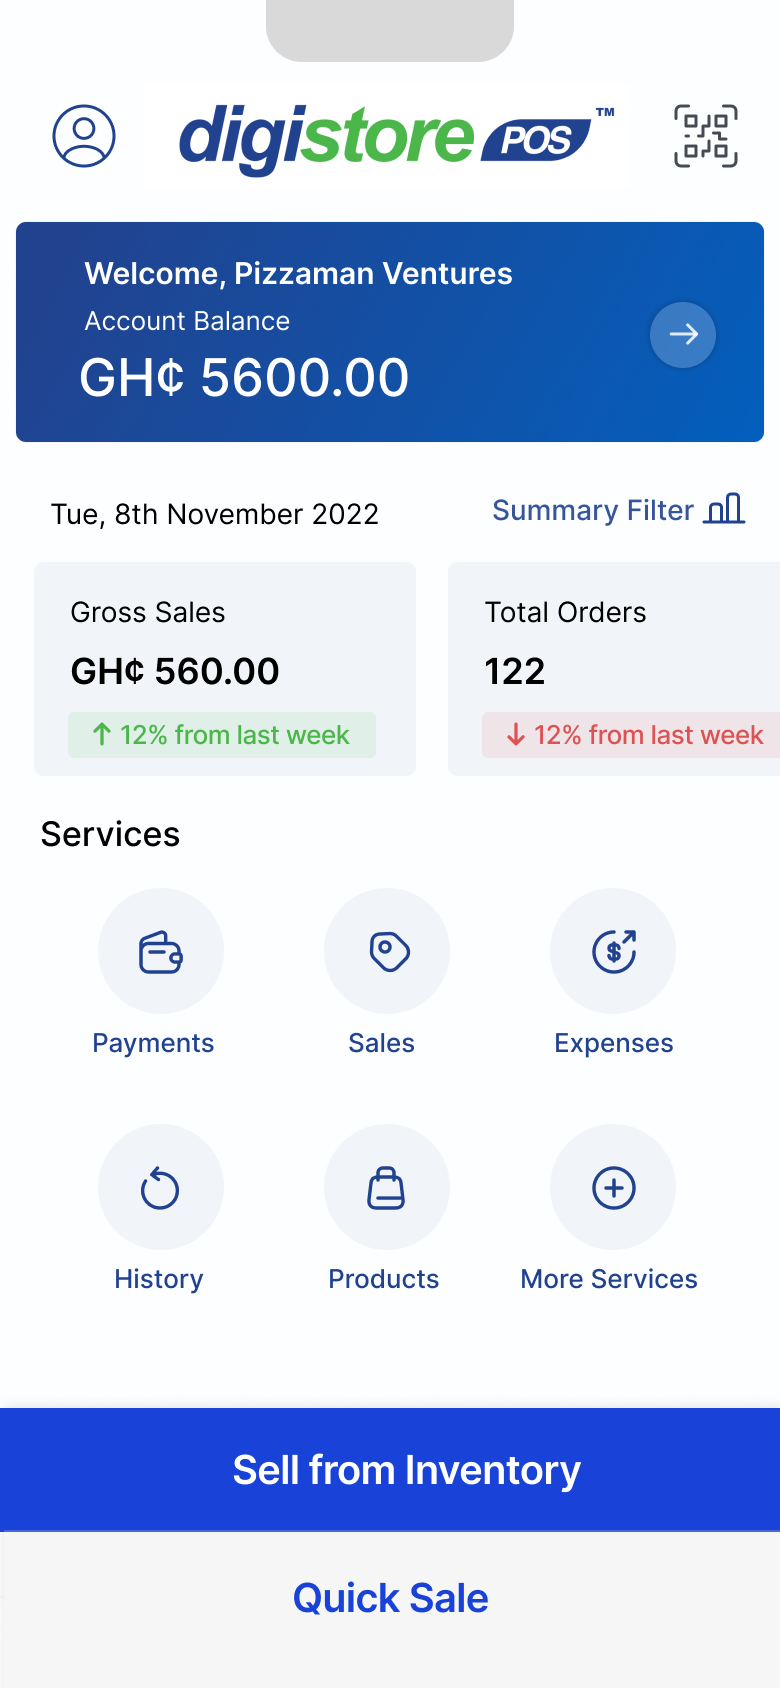 digistore POS ™
Welcome, Pizzaman Ventures
Account Balance
GH¢ 5600.00
Tue, 8th November 2022
Summary Filter
Gross Sales
GH¢ 560.00
↑ 12% from last week
Total Orders
122
↓ 12% from last week
Services
Payments
Sales
Expenses
History
Products
More Services
Sell from Inventory
Quick Sale